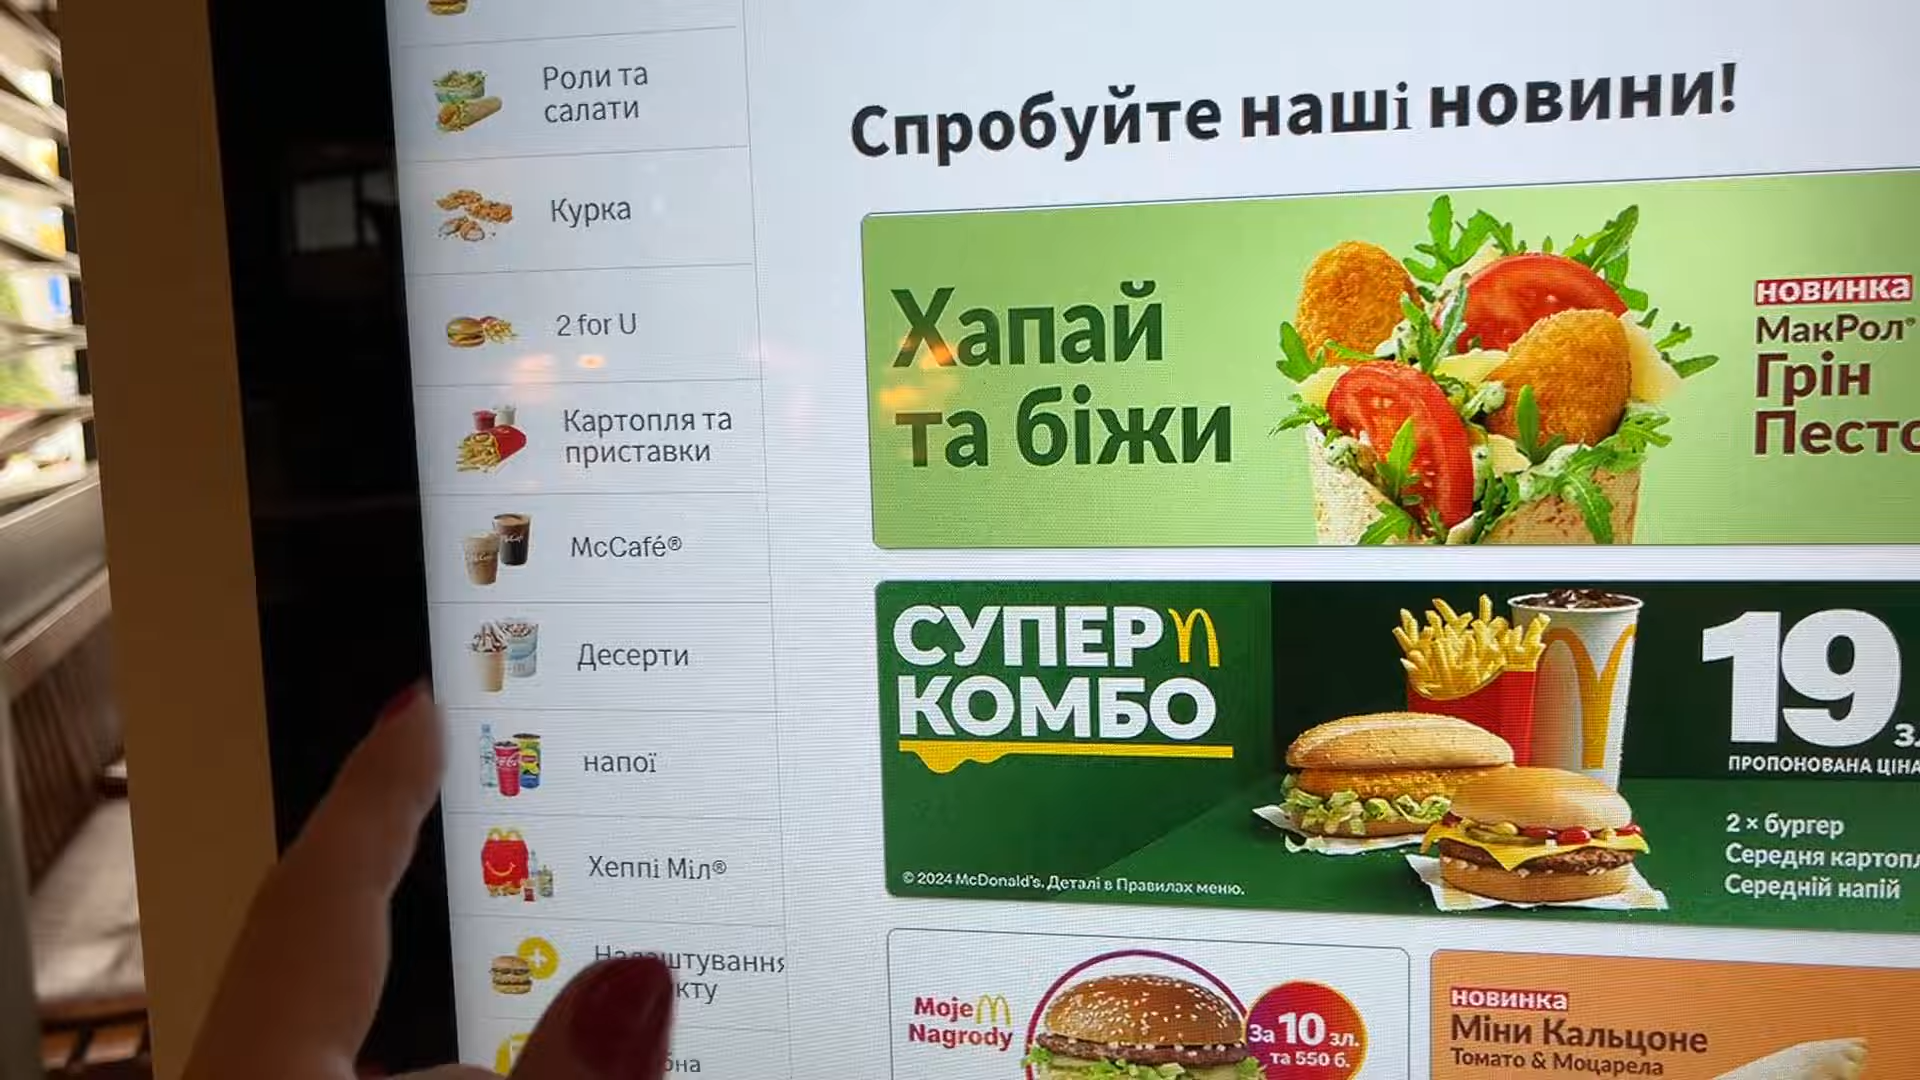 Роли та
салати
Курка
2 for U
Картопля та
приставки
McCafé®
Десерти
напої
Хеппі Міл®
Спробуйте наші новини!
Хапай
та біжи
НОВИНКА
МакРол®
Грін
СУПЕР
КОМБО
19
ПРОПОНОВАНА ЦІНА
2 × бургер
Середня
Середній напій
© 2024 McDonald's. Деталі в Правилах меню.
Moje
Nagrody
За 10 зл.
та 550 б.
НОВИНКА
Міні Кальцоне
Томато & Моцарела